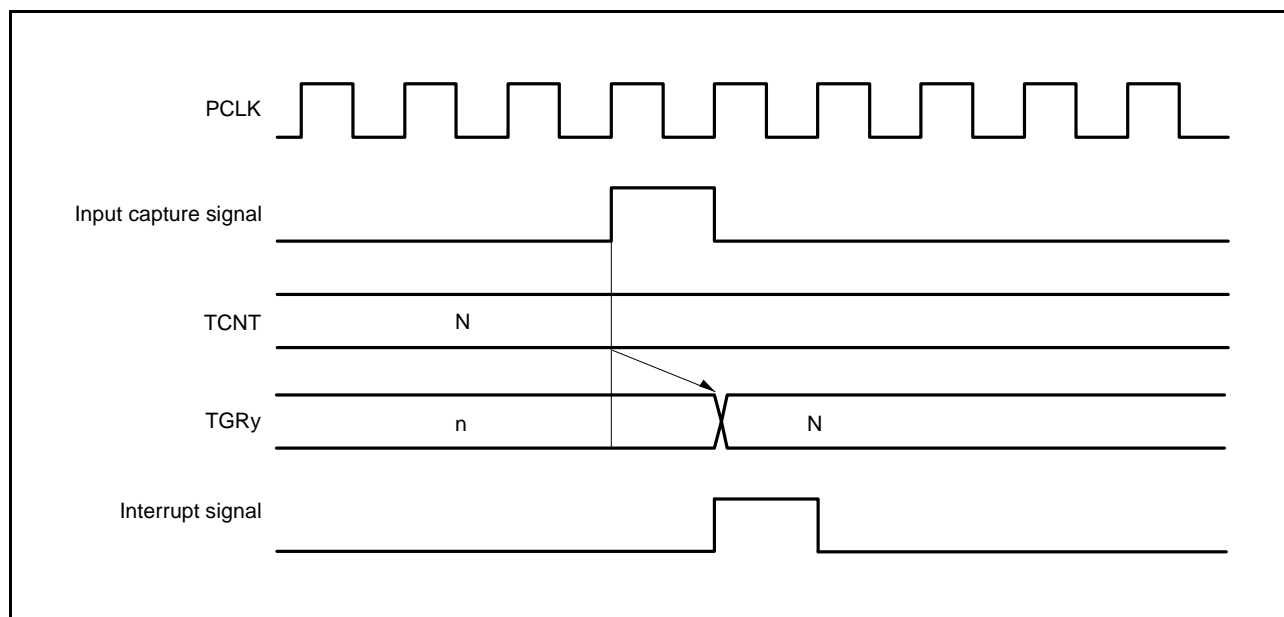 PCLK
Input capture signal
TCNT
N
TGRy
n
N
Interrupt signal